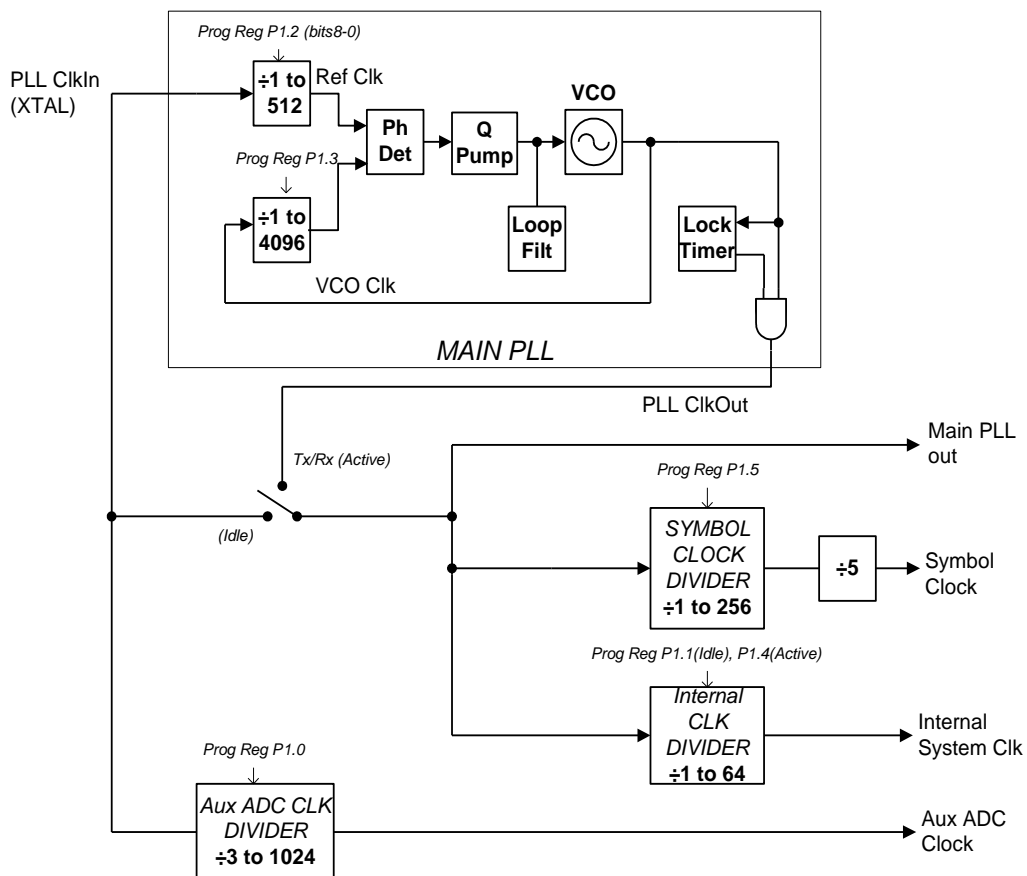 Prog Reg P1.2 (bits8-0)
PLL ClkIn
(XTAL)
÷1 to
512
Ref Clk
Ph
Det
Q
Pump
VCO
Prog Reg P1.3
÷1 to
4096
Loop
Filt
Lock
Timer
VCO Clk
MAIN PLL
PLL ClkOut
Main PLL
out
Tx/Rx (Active)
(Idle)
Prog Reg P1.5
SYMBOL
CLOCK
DIVIDER
÷1 to 256
÷5
Symbol
Clock
Prog Reg P1.1(Idle), P1.4(Active)
Internal
CLK
DIVIDER
÷1 to 64
Internal
System Clk
Prog Reg P1.0
Aux ADC CLK
DIVIDER
÷3 to 1024
Aux ADC
Clock